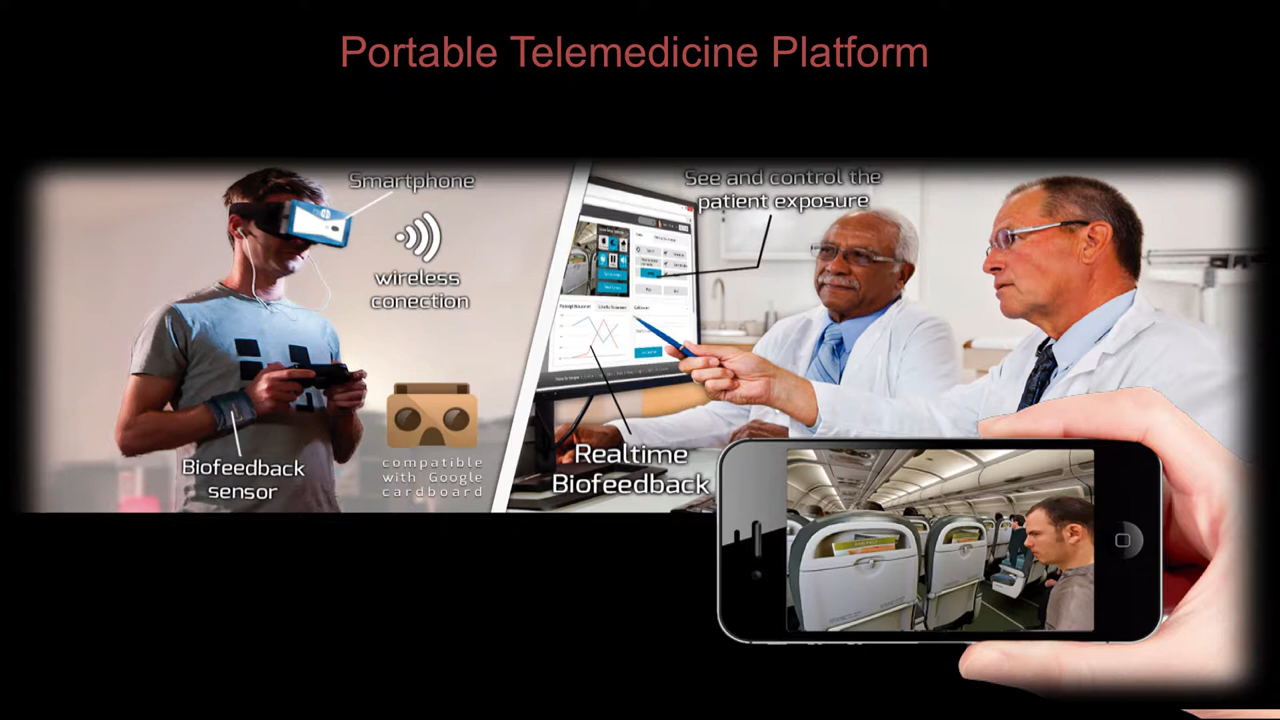 Portable Telemedicine Platform
Smartphone
wireless
conection
Biofeedback
sensor
compatible
with Google
cardboard
See and control the
patient exposure
Realtime
Biofeedback